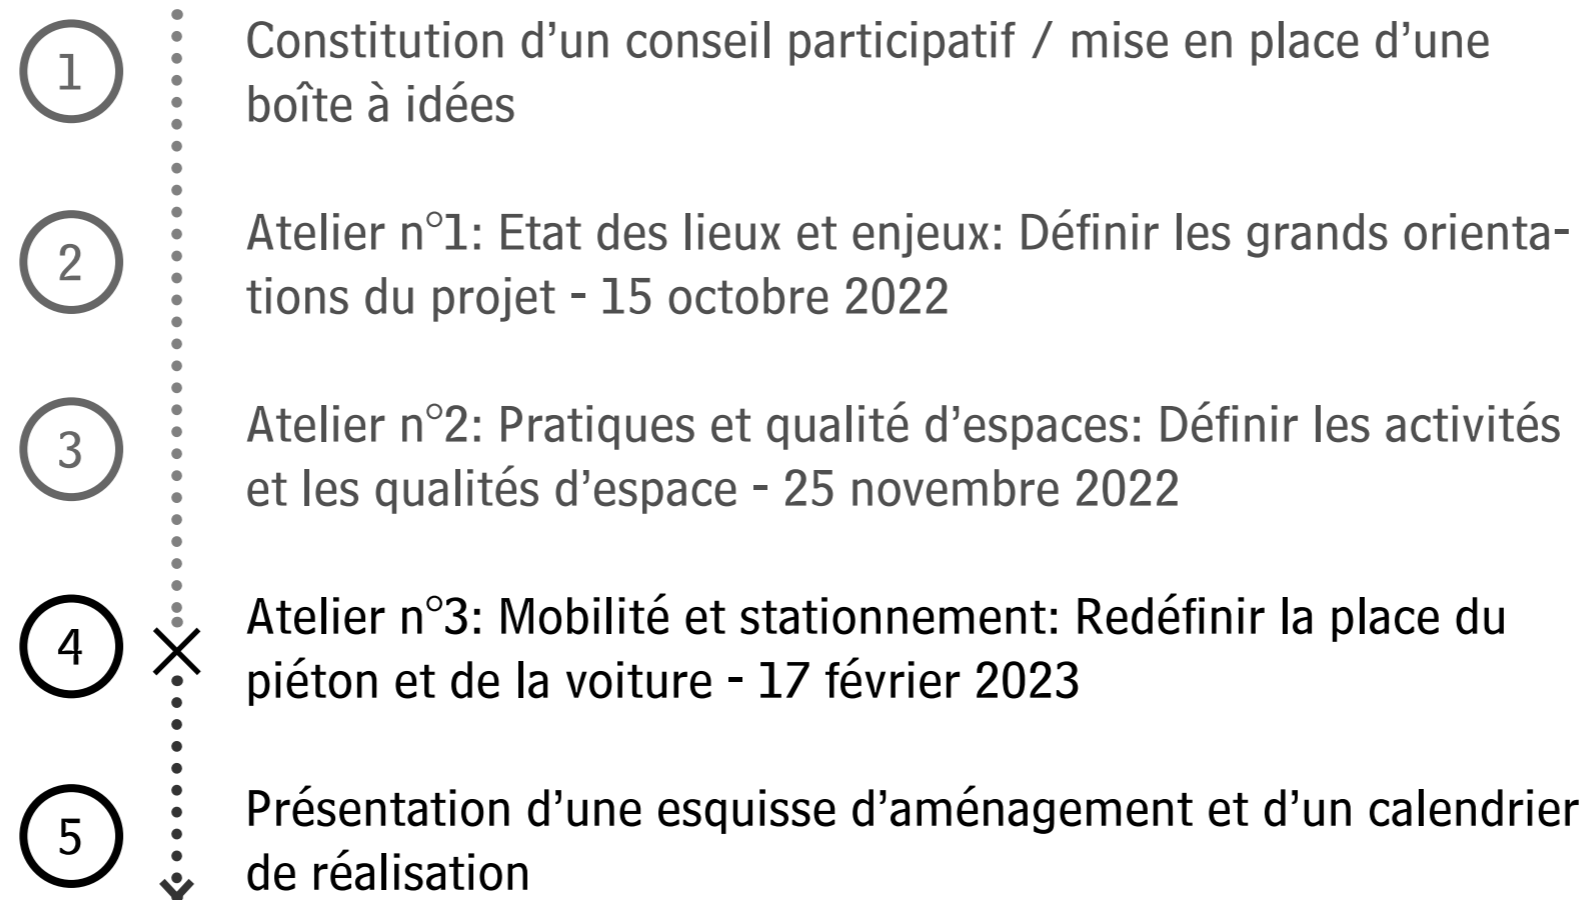 1
Constitution d’un conseil participatif / mise en place d’une
boîte à idées
2
Atelier n°1: Etat des lieux et enjeux: Définir les grands orienta-
tions du projet - 15 octobre 2022
3
Atelier n°2: Pratiques et qualité d’espaces: Définir les activités
et les qualités d’espace - 25 novembre 2022
4
Atelier n°3: Mobilité et stationnement: Redéfinir la place du
piéton et de la voiture - 17 février 2023
5
Présentation d’une esquisse d’aménagement et d’un calendrier
de réalisation